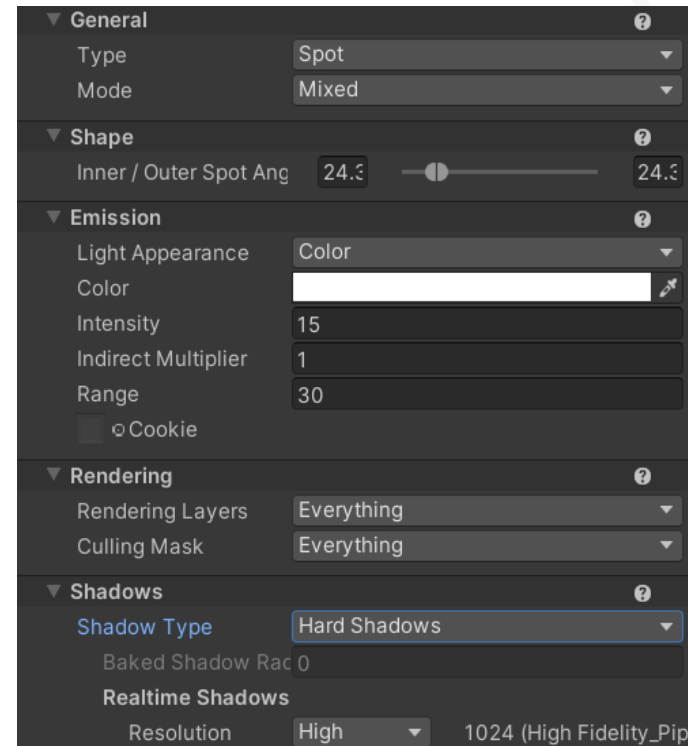 General
Type Spot
Mode Mixed
Shape
Inner / Outer Spot Ang 24.3 24.3
Emission
Light Appearance Color
Color
Intensity 15
Indirect Multiplier 1
Range 30
Cookie
Rendering
Rendering Layers Everything
Culling Mask Everything
Shadows
Shadow Type Hard Shadows
Baked Shadow Rad 0
Realtime Shadows
Resolution High 1024 (High Fidelity_Pip